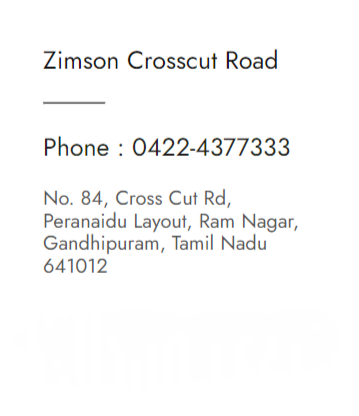 Zimson Crosscut Road
Phone : 0422-4377333
No. 84, Cross Cut Rd,
Peranaidu Layout, Ram Nagar,
Gandhipuram, Tamil Nadu
641012